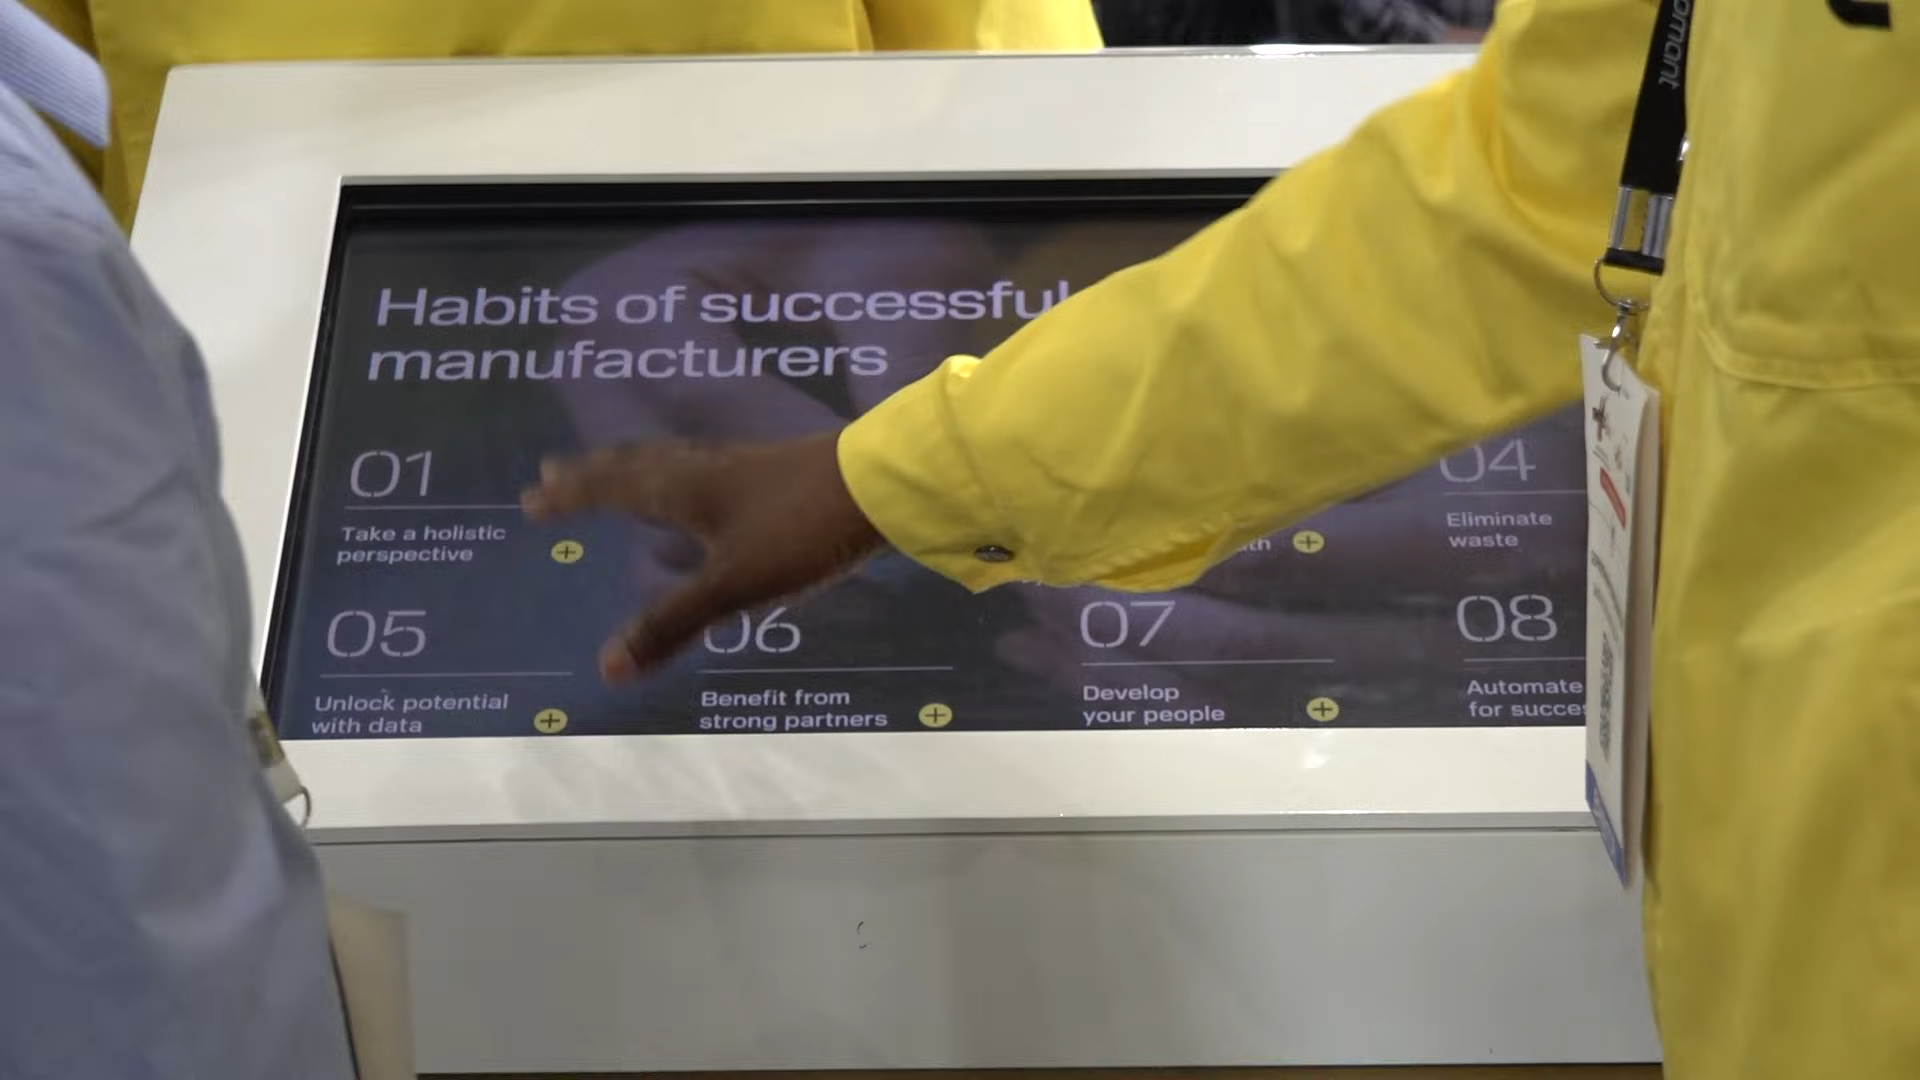 Habits of successful
manufacturers
01
Take a holistic
perspective
04
Eliminate
waste
05
Unlock potential
with data
06
Benefit from
strong partners
07
Develop
your people
08
Automate
for